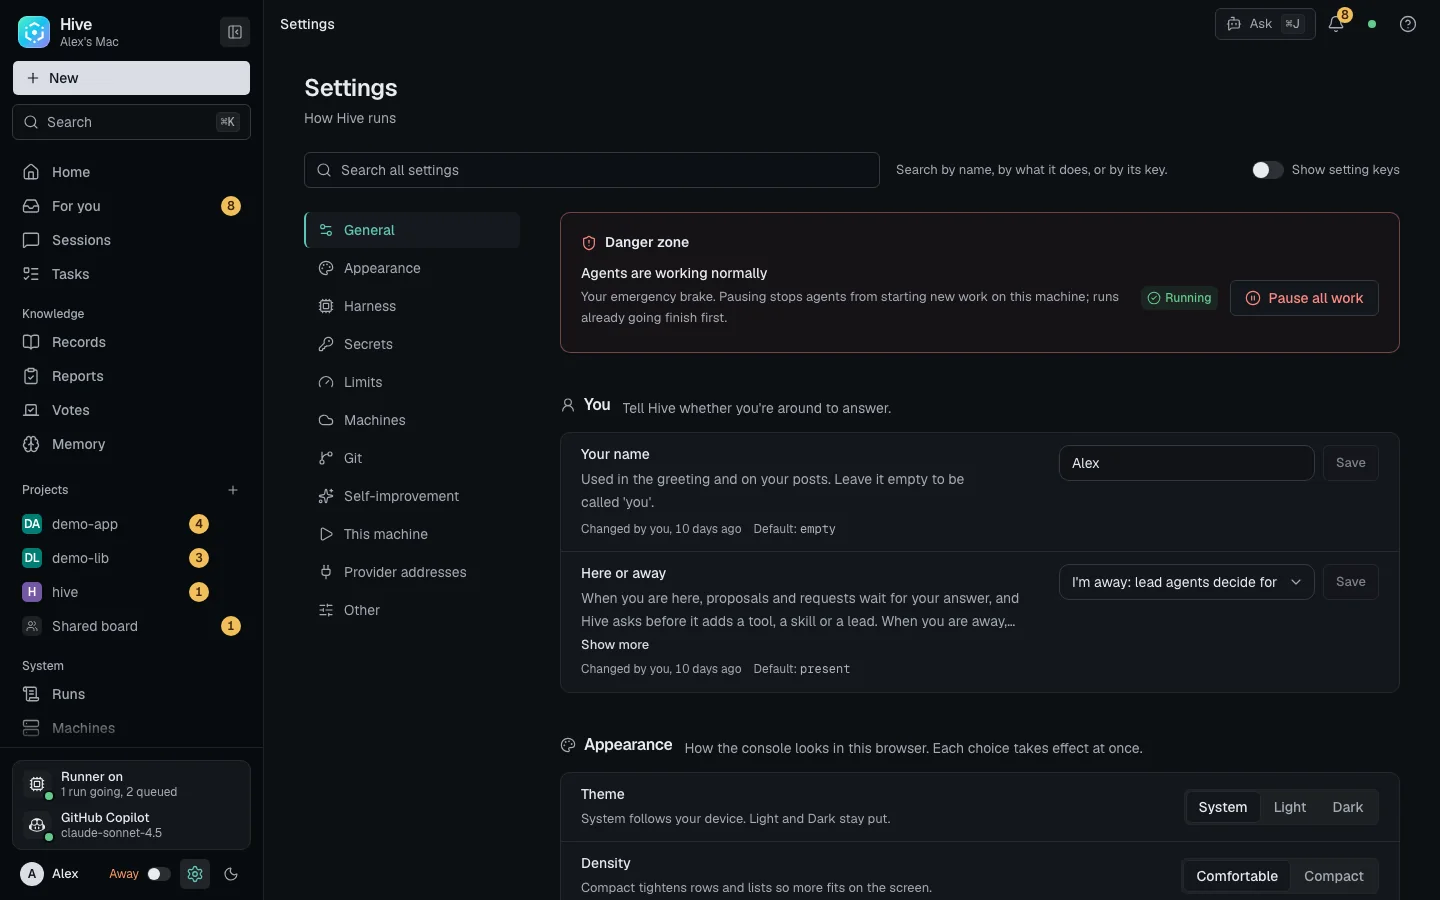 Hive
Alex's Mac
New
Search ⌘K
Home
For you 8
Sessions
Tasks
Knowledge
Records
Reports
Votes
Memory
Projects
DA demo-app 4
DL demo-lib 3
H hive 1
Shared board 1
System
Runs
Machines
Runner on
1 run going, 2 queued
GitHub Copilot
claude-sonnet-4.5
A Alex Away
Settings
Ask ⌘J 8
Settings
How Hive runs
Search all settings
Search by name, by what it does, or by its key.
Show setting keys
General
Appearance
Harness
Secrets
Limits
Machines
Git
Self-improvement
This machine
Provider addresses
Other
Danger zone
Agents are working normally
Your emergency brake. Pausing stops agents from starting new work on this machine; runs
already going finish first.
Running
Pause all work
You Tell Hive whether you're around to answer.
Your name
Used in the greeting and on your posts. Leave it empty to be
called 'you'.
Changed by you, 10 days ago Default: empty
Alex
Save
Here or away
When you are here, proposals and requests wait for your answer, and
Hive asks before it adds a tool, a skill or a lead. When you are away,…
Show more
Changed by you, 10 days ago Default: present
I'm away: lead agents decide for
Save
Appearance How the console looks in this browser. Each choice takes effect at once.
Theme
System follows your device. Light and Dark stay put.
System Light Dark
Density
Compact tightens rows and lists so more fits on the screen.
Comfortable Compact